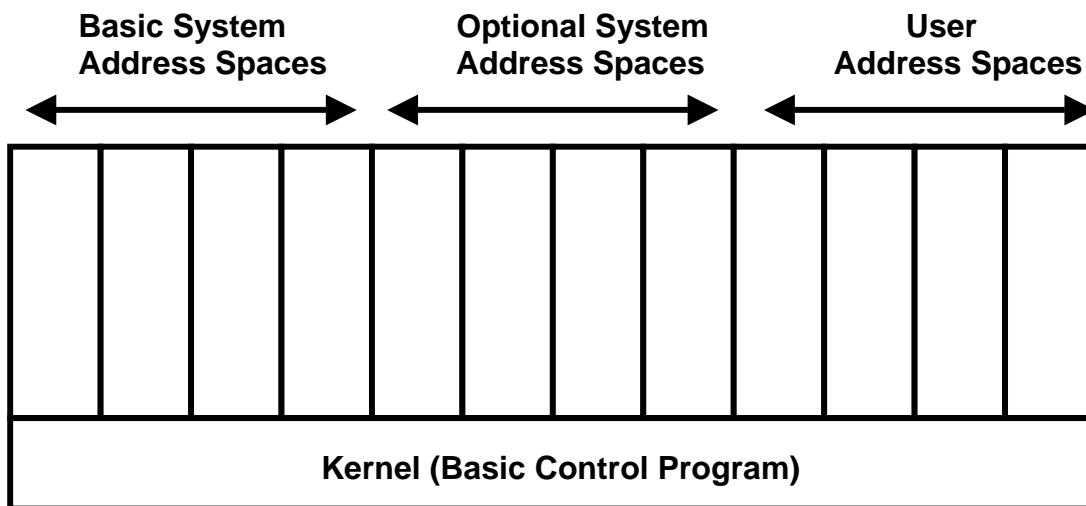 Basic System
Address Spaces
Optional System
Address Spaces
User
Address Spaces
Kernel (Basic Control Program)